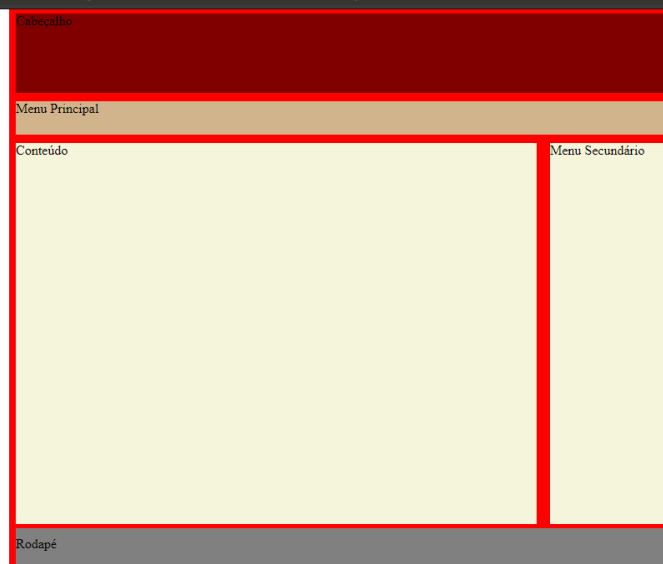 Cabeçalho
Menu Principal
Conteúdo
Menu Secundário
Rodapé